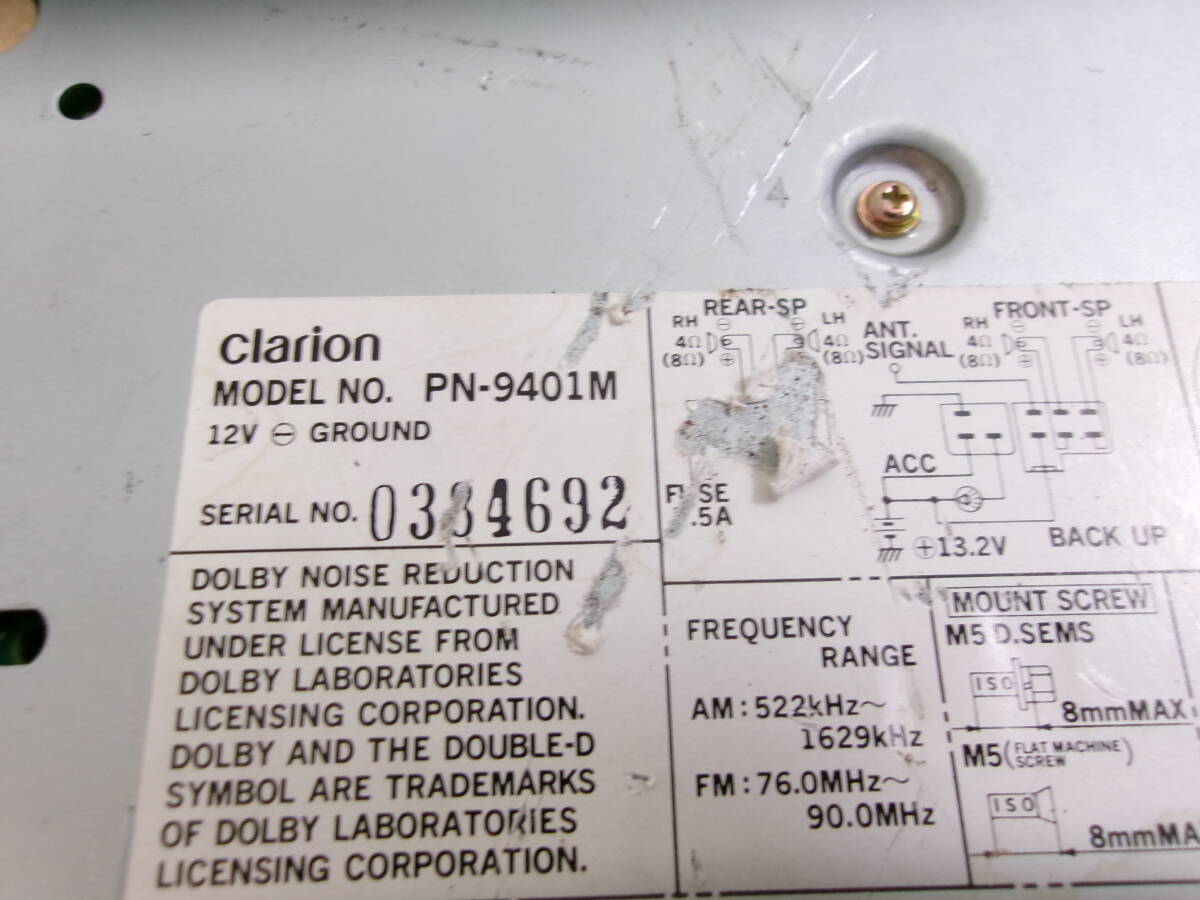 4
clarion
MODEL NO. PN-9401M
12V ⊖ GROUND
SERIAL NO. 0334692
DOLBY NOISE REDUCTION
SYSTEM MANUFACTURED
UNDER LICENSE FROM
DOLBY LABORATORIES
LICENSING CORPORATION.
DOLBY AND THE DOUBLE-D
SYMBOL ARE TRADEMARKS
OF DOLBY LABORATORIES
LICENSING CORPORATION.
REAR-SP
RH ⊖ ⊖ LH
4Ω 4Ω
(8Ω) ⊕ (8Ω)
ANT.
SIGNAL
FRONT-SP
RH ⊖ ⊖ LH
4Ω 4Ω
(8Ω) ⊕ ⊕ (8Ω)
ACC
FUSE
.5A
⊕13.2V
BACK UP
FREQUENCY
RANGE
AM:522kHz~
1629kHz
FM:76.0MHz~
90.0MHz
MOUNT SCREW
M5 D.SEMS
ISO
8mmMAX
M5(FLAT MACHINE
SCREW)
ISO
8mmMA